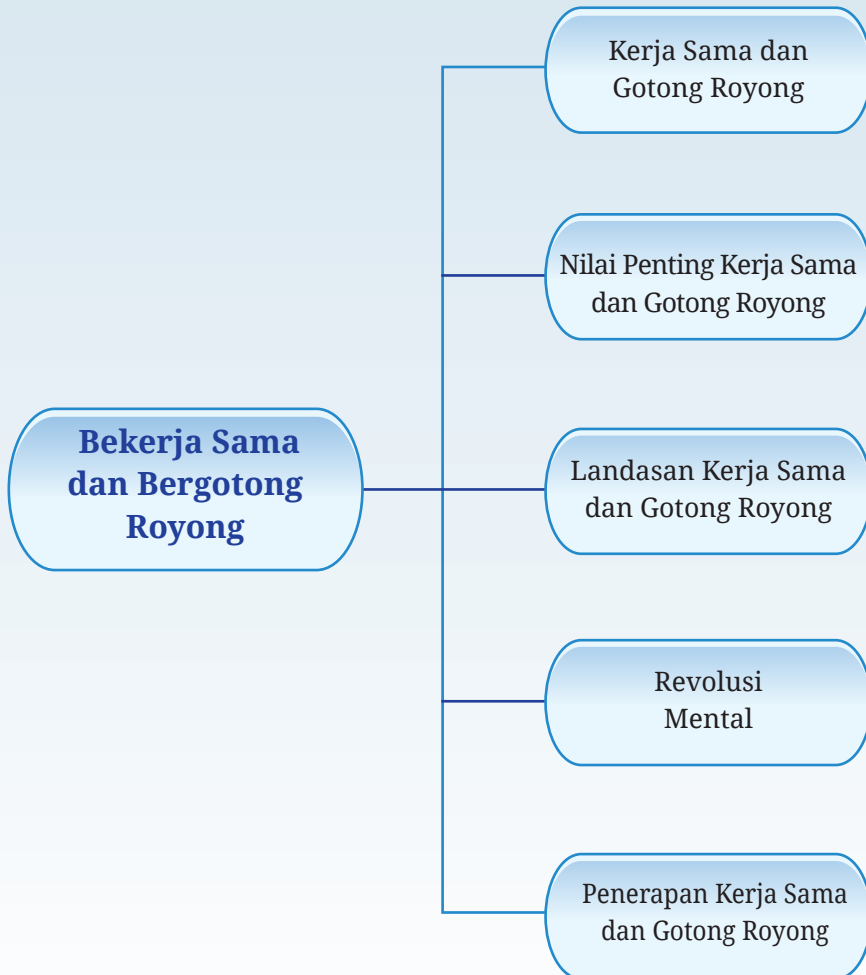 Kerja Sama dan
Gotong Royong
Nilai Penting Kerja Sama
dan Gotong Royong
Bekerja Sama
dan Bergotong
Royong
Landasan Kerja Sama
dan Gotong Royong
Revolusi
Mental
Penerapan Kerja Sama
dan Gotong Royong